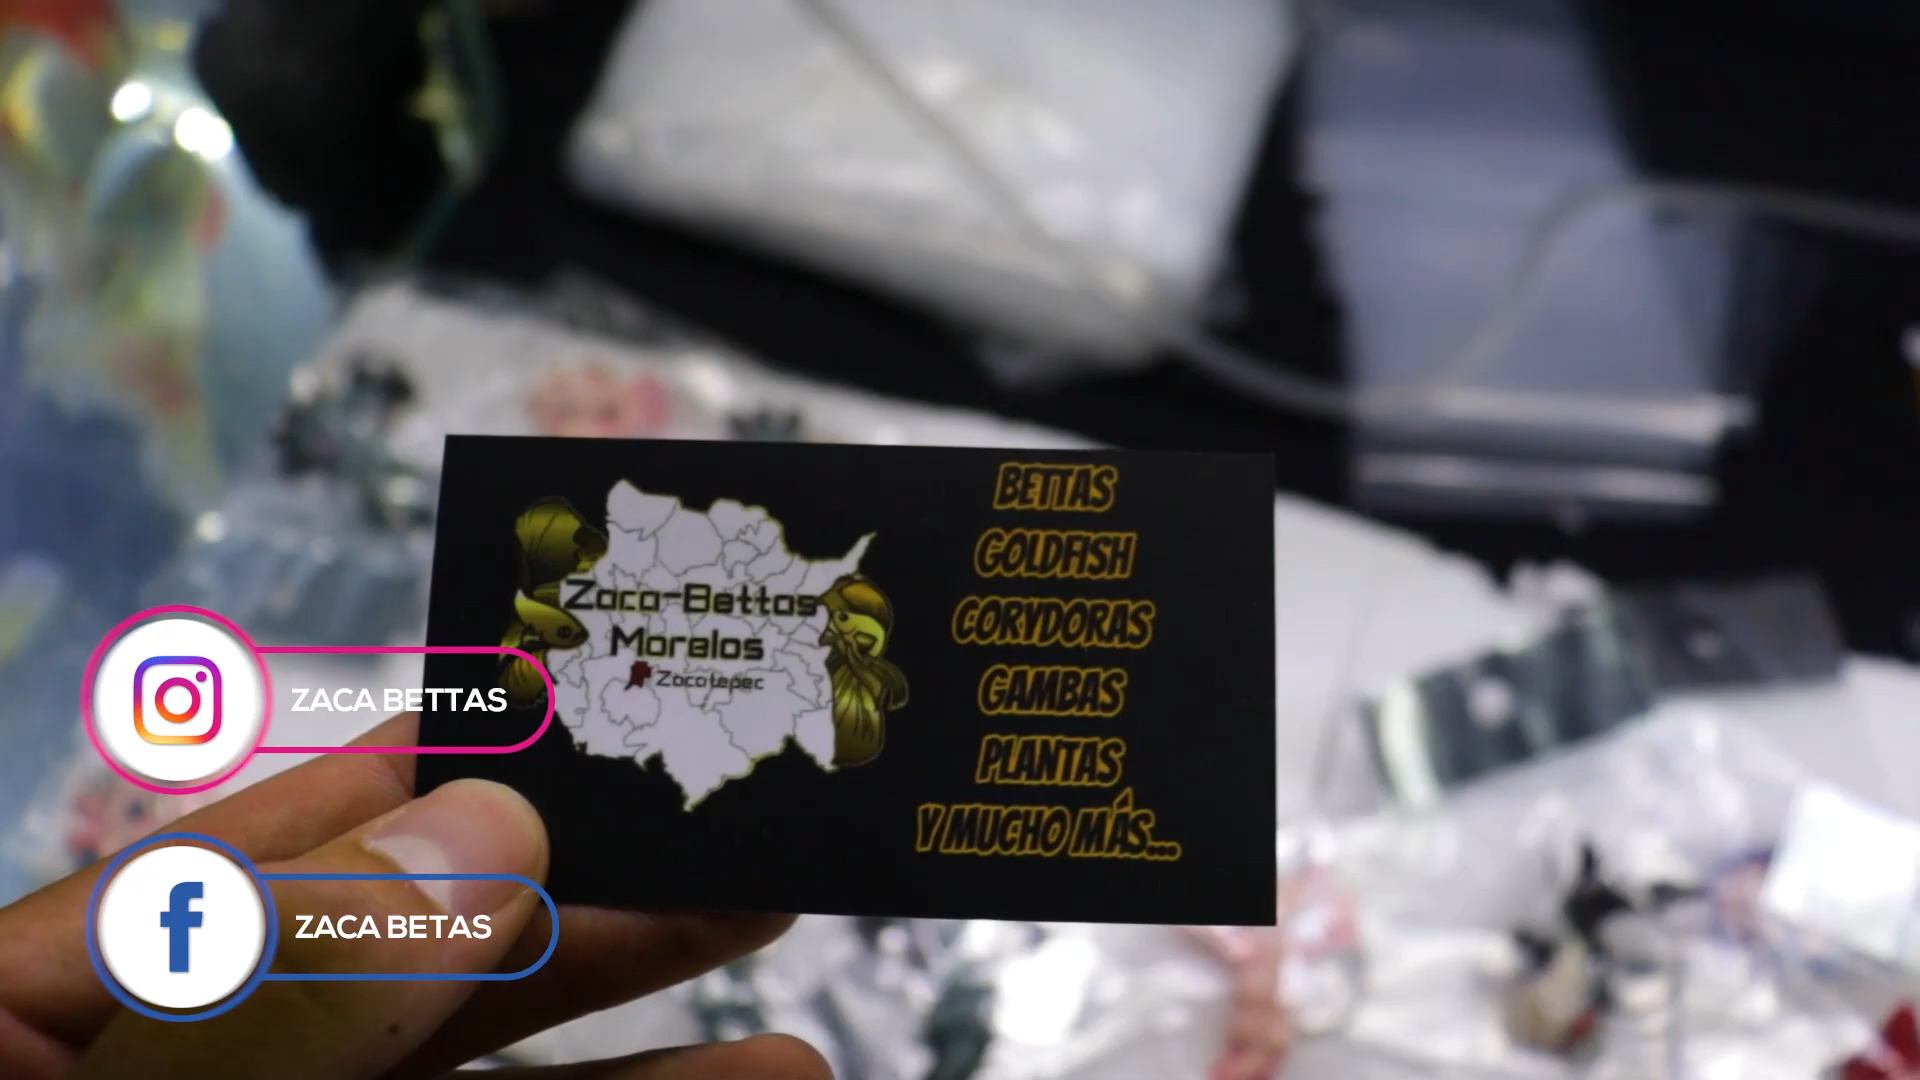 Zaca-Bettas
Morelos
Zacatepec
BETTAS
GOLDFISH
CORYDORAS
GAMBAS
PLANTAS
Y MUCHO MÁS...
ZACA BETTAS
f
ZACA BETAS